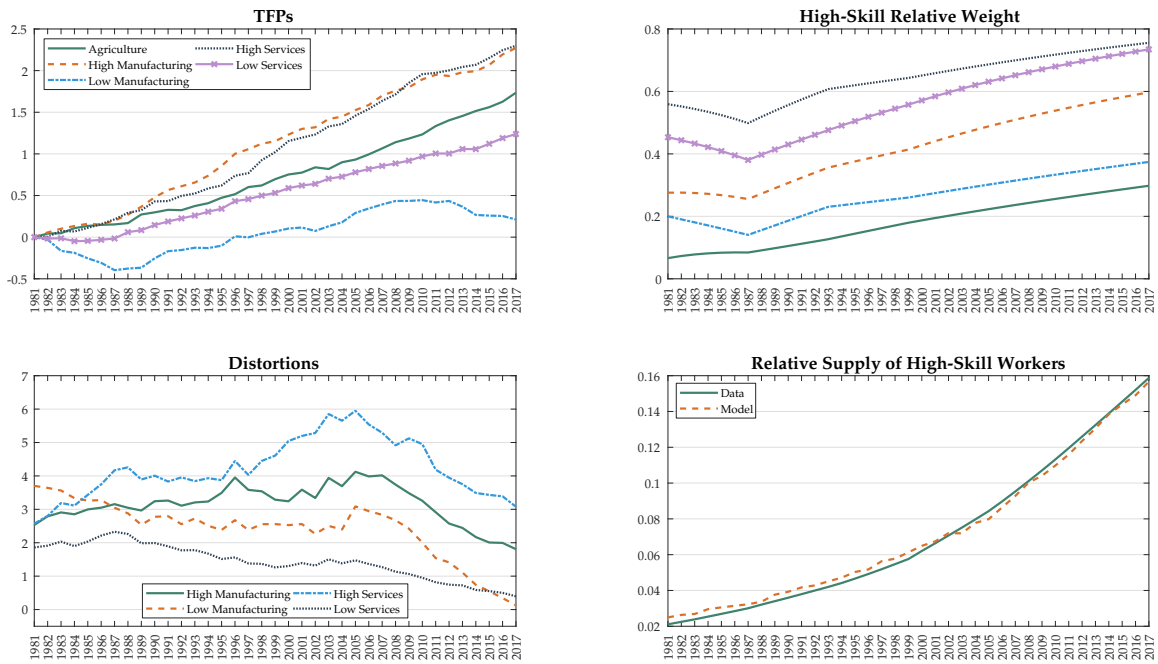 TFPs
2.5
2
1.5
1
0.5
0
-0.5
Agriculture
High Manufacturing
Low Manufacturing
High Services
Low Services
1981 1982 1983 1984 1985 1986 1987 1988 1989 1990 1991 1992 1993 1994 1995 1996 1997 1998 1999 2000 2001 2002 2003 2004 2005 2006 2007 2008 2009 2010 2011 2012 2013 2014 2015 2016 2017
High-Skill Relative Weight
0.8
0.6
0.4
0.2
0
1981 1982 1983 1984 1985 1986 1987 1988 1989 1990 1991 1992 1993 1994 1995 1996 1997 1998 1999 2000 2001 2002 2003 2004 2005 2006 2007 2008 2009 2010 2011 2012 2013 2014 2015 2016 2017
Distortions
7
6
5
4
3
2
1
0
High Manufacturing
Low Manufacturing
High Services
Low Services
1981 1982 1983 1984 1985 1986 1987 1988 1989 1990 1991 1992 1993 1994 1995 1996 1997 1998 1999 2000 2001 2002 2003 2004 2005 2006 2007 2008 2009 2010 2011 2012 2013 2014 2015 2016 2017
Relative Supply of High-Skill Workers
0.16
0.14
0.12
0.10
0.08
0.06
0.04
0.02
Data
Model
1981 1982 1983 1984 1985 1986 1987 1988 1989 1990 1991 1992 1993 1994 1995 1996 1997 1998 1999 2000 2001 2002 2003 2004 2005 2006 2007 2008 2009 2010 2011 2012 2013 2014 2015 2016 2017